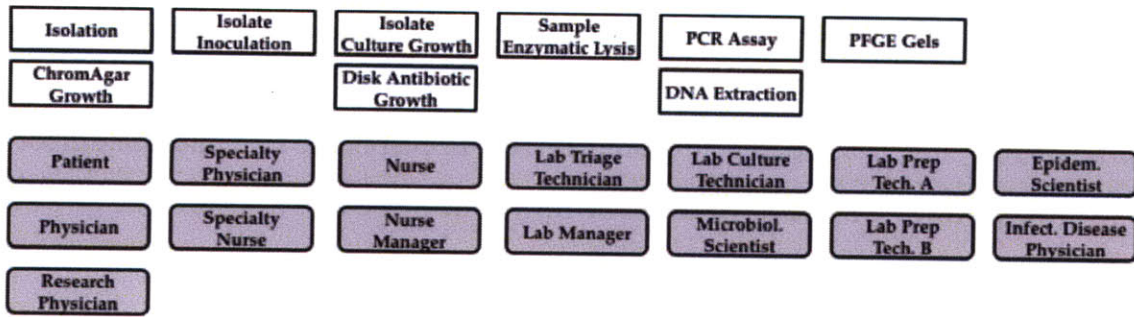 Isolation
Isolate
Inoculation
Isolate
Culture Growth
Sample
Enzymatic Lysis
PCR Assay
PFGE Gels
ChromAgar
Growth
Disk Antibiotic
Growth
DNA Extraction
Patient
Specialty
Physician
Nurse
Lab Triage
Technician
Lab Culture
Technician
Lab Prep
Tech. A
Epidem.
Scientist
Physician
Specialty
Nurse
Nurse
Manager
Lab Manager
Microbiol.
Scientist
Lab Prep
Tech. B
Infect. Disease
Physician
Research
Physician